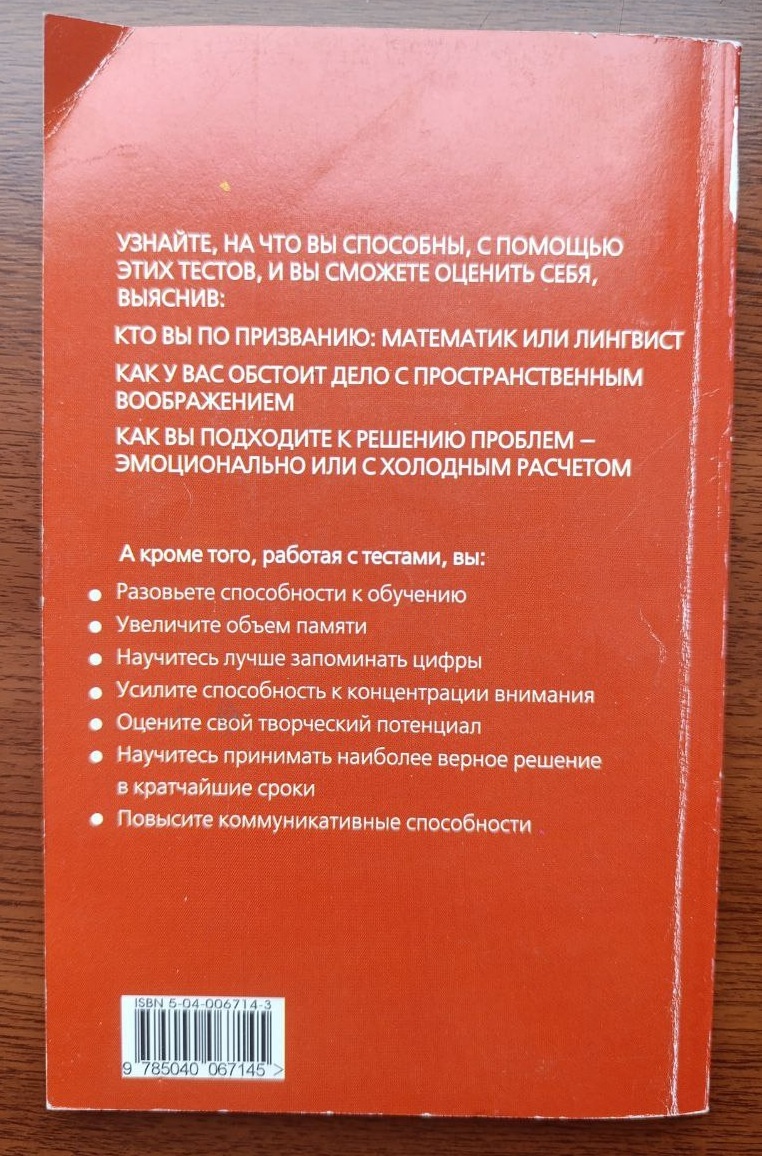 УЗНАЙТЕ, НА ЧТО ВЫ СПОСОБНЫ, С ПОМОЩЬЮ
ЭТИХ ТЕСТОВ, И ВЫ СМОЖЕТЕ ОЦЕНИТЬ СЕБЯ,
ВЫЯСНИВ:
КТО ВЫ ПО ПРИЗВАНИЮ: МАТЕМАТИК ИЛИ ЛИНГВИСТ
КАК У ВАС ОБСТОИТ ДЕЛО С ПРОСТРАНСТВЕННЫМ
ВООБРАЖЕНИЕМ
КАК ВЫ ПОДХОДИТЕ К РЕШЕНИЮ ПРОБЛЕМ –
ЭМОЦИОНАЛЬНО ИЛИ С ХОЛОДНЫМ РАСЧЕТОМ
А кроме того, работая с тестами, вы:
• Разовьете способности к обучению
• Увеличите объем памяти
• Научитесь лучше запоминать цифры
• Усилите способность к концентрации внимания
• Оцените свой творческий потенциал
• Научитесь принимать наиболее верное решение
в кратчайшие сроки
• Повысите коммуникативные способности
ISBN 5-04-006714-3
9 785040 067145 >